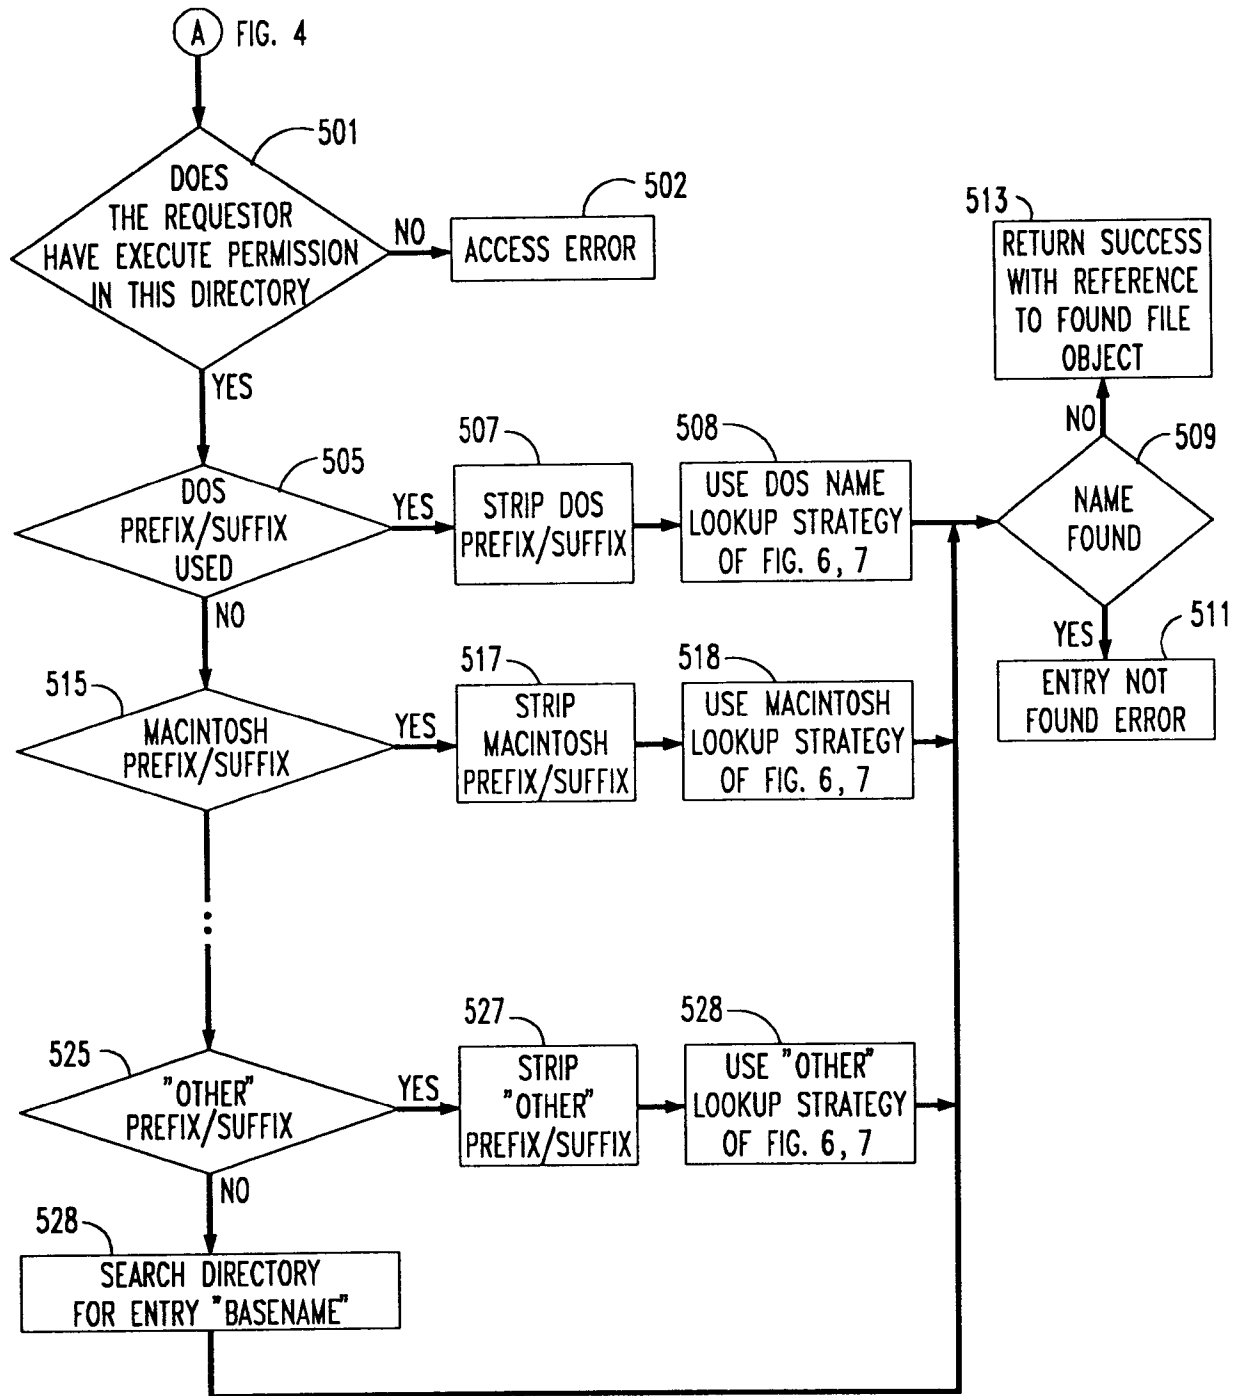 A FIG. 4
501
DOES
THE REQUESTOR
HAVE EXECUTE PERMISSION
IN THIS DIRECTORY
NO
502
ACCESS ERROR
YES
505
DOS
PREFIX/SUFFIX
USED
YES
507
STRIP DOS
PREFIX/SUFFIX
508
USE DOS NAME
LOOKUP STRATEGY
OF FIG. 6, 7
513
RETURN SUCCESS
WITH REFERENCE
TO FOUND FILE
OBJECT
NO
509
NAME
FOUND
YES
511
ENTRY NOT
FOUND ERROR
NO
515
MACINTOSH
PREFIX/SUFFIX
YES
517
STRIP
MACINTOSH
PREFIX/SUFFIX
518
USE MACINTOSH
LOOKUP STRATEGY
OF FIG. 6, 7
525
"OTHER"
PREFIX/SUFFIX
YES
527
STRIP
"OTHER"
PREFIX/SUFFIX
528
USE "OTHER"
LOOKUP STRATEGY
OF FIG. 6, 7
NO
528
SEARCH DIRECTORY
FOR ENTRY "BASENAME"